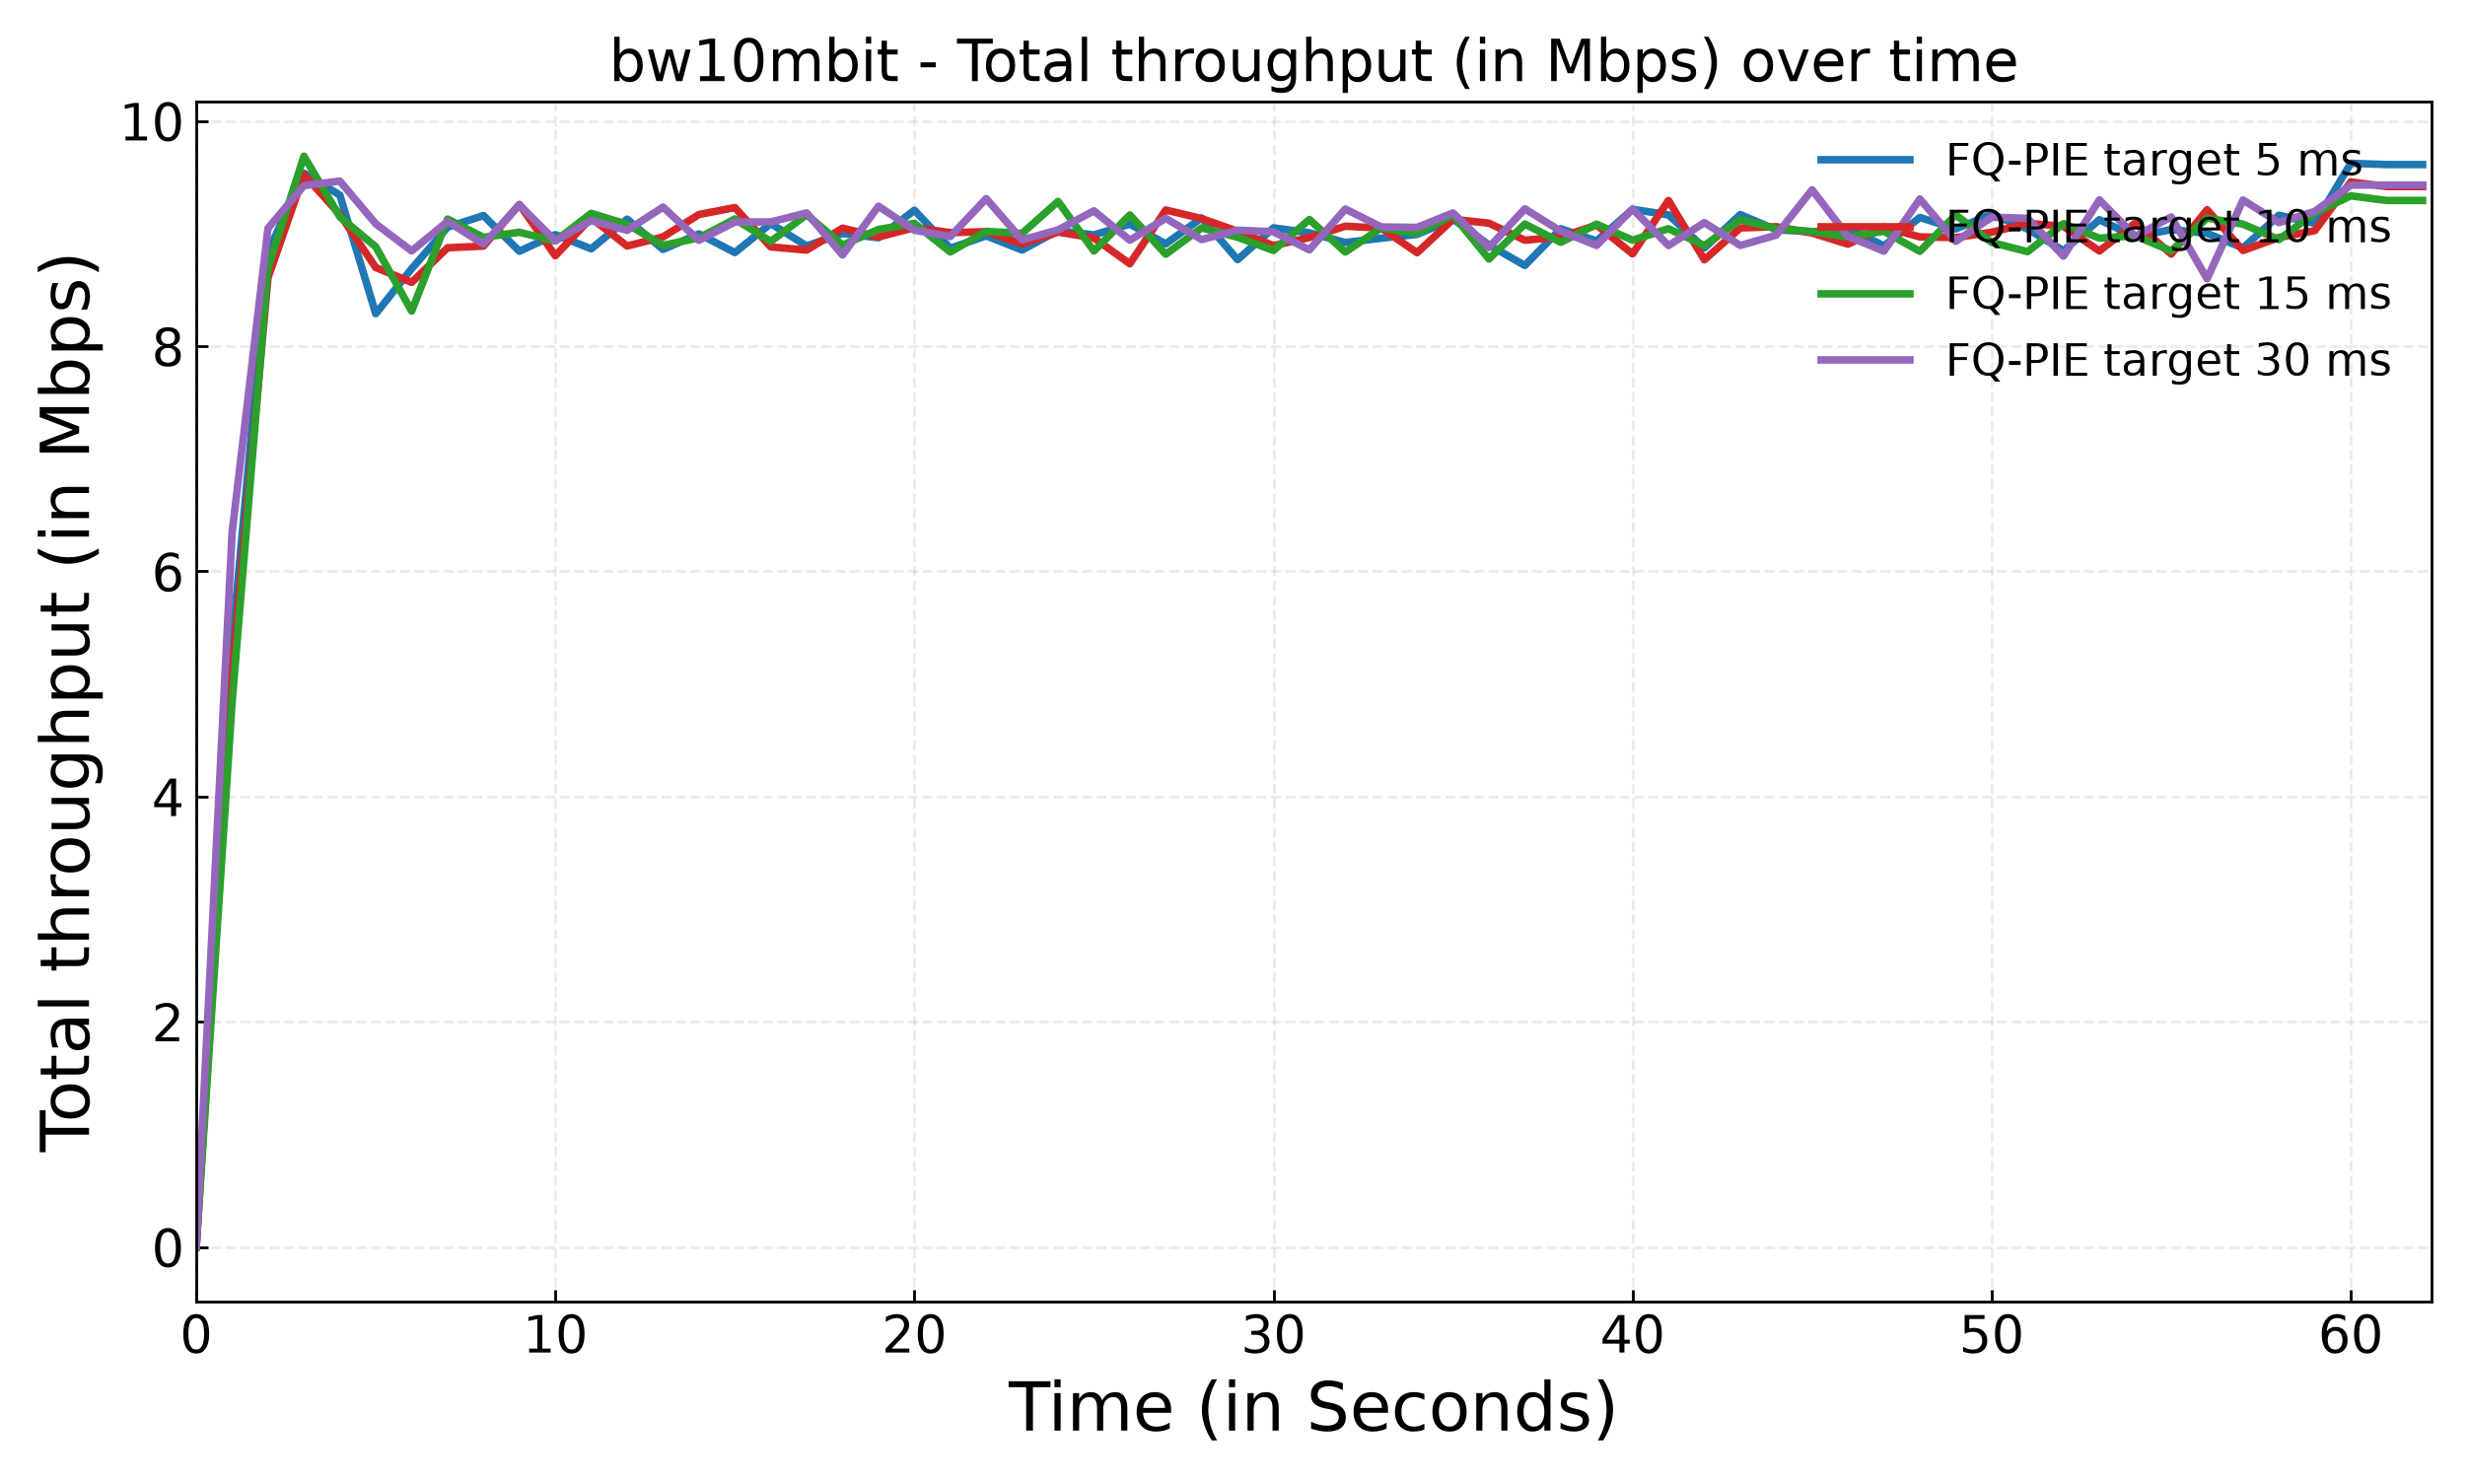 bw10mbit - Total throughput (in Mbps) over time
Total throughput (in Mbps)
10
8
6
4
2
0
FQ-PIE target 5 ms
FQ-PIE target 10 ms
FQ-PIE target 15 ms
FQ-PIE target 30 ms
0 10 20 30 40 50 60
Time (in Seconds)